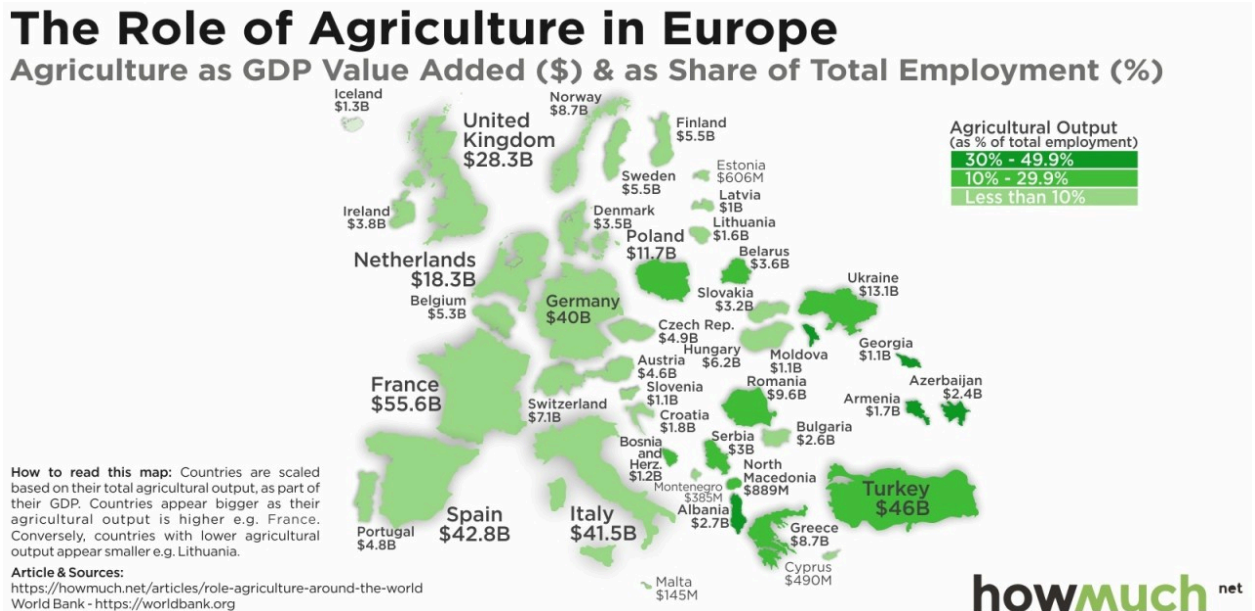 The Role of Agriculture in Europe
Agriculture as GDP Value Added ($) & as Share of Total Employment (%)
Iceland
$1.3B
Norway
$8.7B
United
Kingdom
$28.3B
Finland
$5.5B
Agricultural Output
(as % of total employment)
30% - 49.9%
10% - 29.9%
Less than 10%
Estonia
$606M
Sweden
$5.5B
Latvia
$1B
Ireland
$3.8B
Denmark
$3.5B
Lithuania
$1.6B
Poland
$11.7B
Netherlands
$18.3B
Belarus
$3.6B
Ukraine
$13.1B
Belgium
$5.3B
Germany
$40B
Slovakia
$3.2B
Czech Rep.
$4.9B
Hungary
$6.2B
Moldova
$1.1B
Georgia
$1.1B
Austria
$4.6B
France
$55.6B
Switzerland
$7.1B
Slovenia
$1.1B
Romania
$9.6B
Azerbaijan
$2.4B
Armenia
$1.7B
Croatia
$1.8B
Bulgaria
$2.6B
Serbia
$3B
Bosnia
and
Herz.
$1.2B
North
Macedonia
$889M
Montenegro
$385M
Albania
$2.7B
Turkey
$46B
How to read this map: Countries are scaled
based on their total agricultural output, as part of
their GDP. Countries appear bigger as their
agricultural output is higher e.g. France.
Conversely, countries with lower agricultural
output appear smaller e.g. Lithuania.
Portugal
$4.8B
Spain
$42.8B
Italy
$41.5B
Greece
$8.7B
Cyprus
$490M
Malta
$145M
Article & Sources:
https://howmuch.net/articles/role-agriculture-around-the-world
World Bank - https://worldbank.org
howmuch net